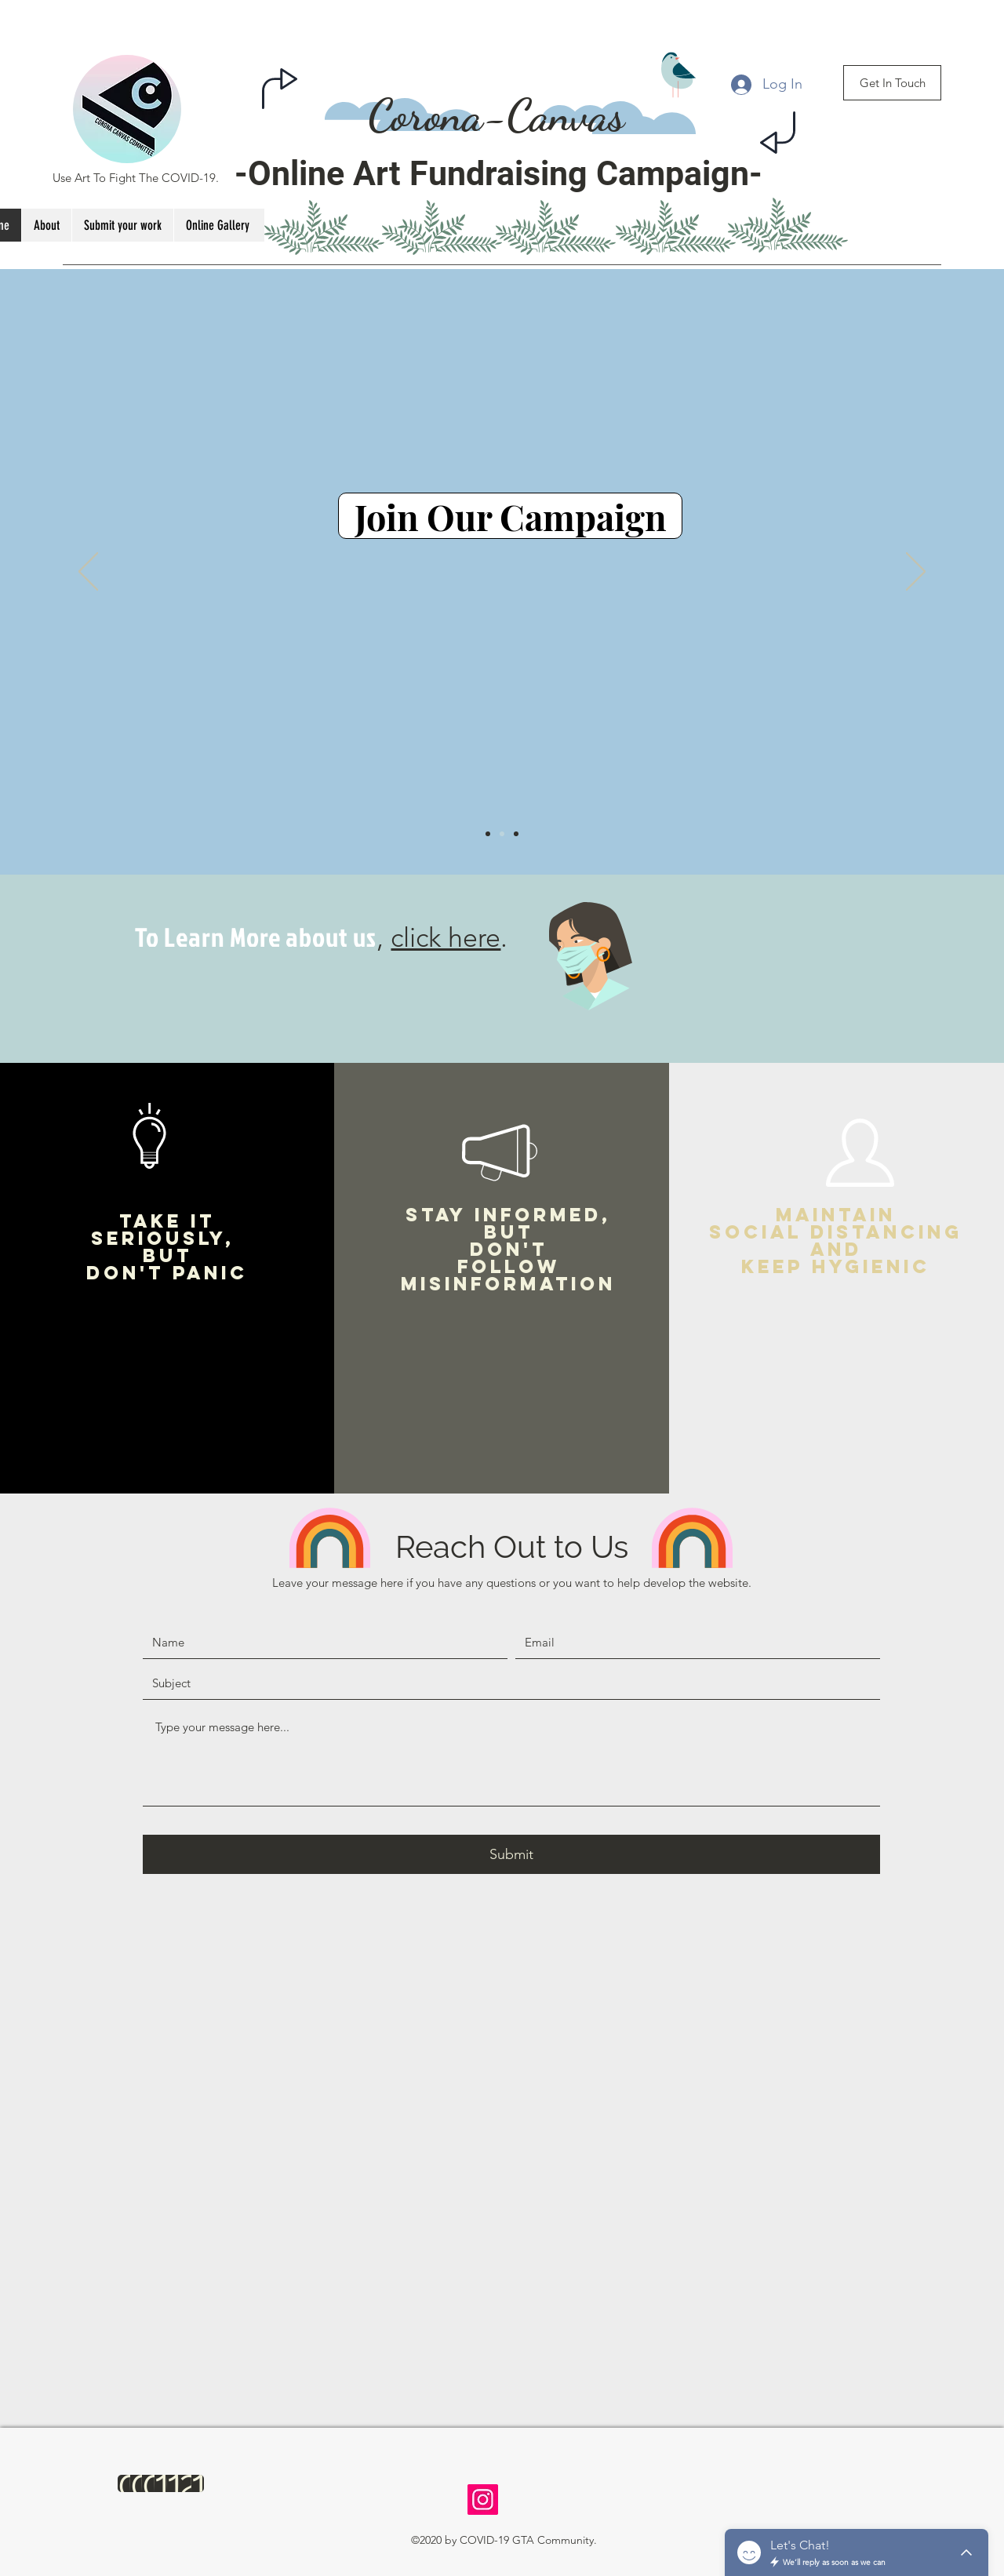 CORONA CANVAS COMMITTEE
Corona-Canvas
Log In
Get In Touch
Use Art To Fight The COVID-19.
-Online Art Fundraising Campaign-
About
Submit your work
Online Gallery
Join Our Campaign
To Learn More about us, click here.
TAKE IT
SERIOUSLY,
BUT
DON'T PANIC
STAY INFORMED,
BUT
DON'T
FOLLOW
MISINFORMATION
MAINTAIN
SOCIAL DISTANCING
AND
KEEP HYGIENIC
Reach Out to Us
Leave your message here if you have any questions or you want to help develop the website.
Name
Email
Subject
Type your message here...
Submit
©2020 by COVID-19 GTA Community.
Let's Chat!
We'll reply as soon as we can